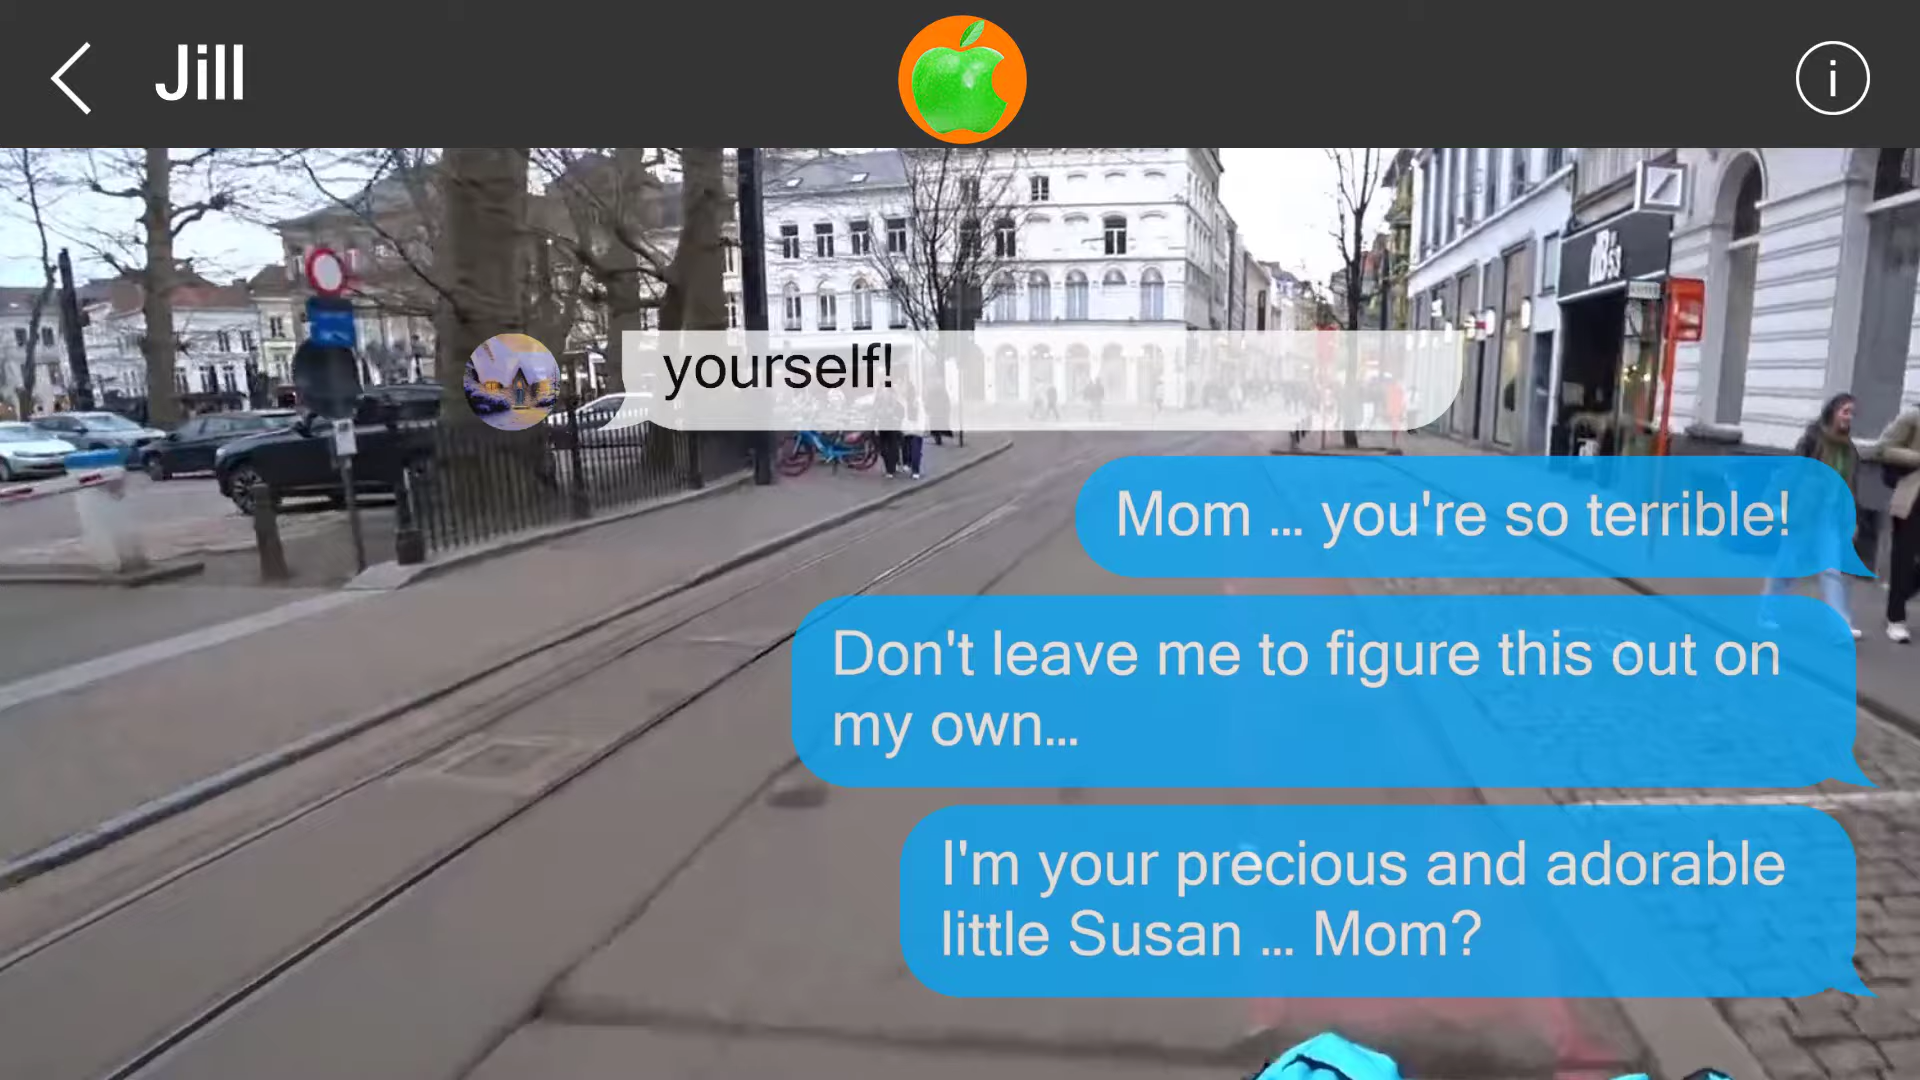 Jill
i
dB53
yourself!
Mom ... you're so terrible!
Don't leave me to figure this out on
my own...
I'm your precious and adorable
little Susan ... Mom?